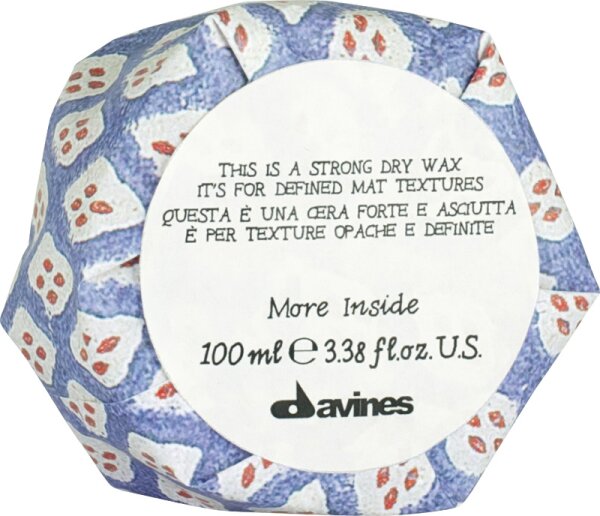 THIS IS A STRONG DRY WAX
IT'S FOR DEFINED MAT TEXTURES
QUESTA È UNA CERA FORTE E ASCIUTTA
È PER TEXTURE OPACHE E DEFINITE
More Inside
100 ml e 3.38 fl.oz. U.S.
davines